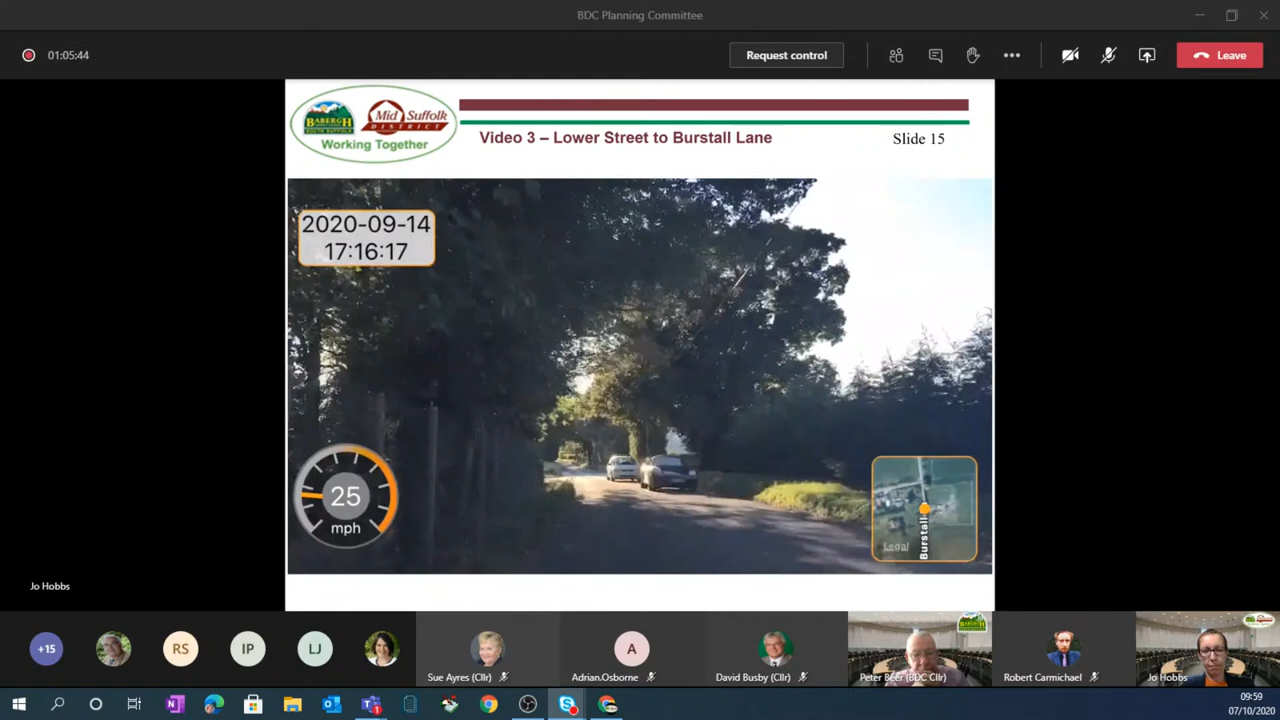 BDC Planning Committee
01:05:44
Request control
Leave
BABERGH
SOUTH SUFFOLK
Mid Suffolk
DISTRICT
Working Together
Video 3 – Lower Street to Burstall Lane
Slide 15
2020-09-14
17:16:17
25
mph
Burstall
Legal
Jo Hobbs
+15
RS
IP
LJ
A
Sue Ayres (Cllr)
Adrian.Osborne
David Busby (Cllr)
Peter Beer (BDC Cllr)
Robert Carmichael
Jo Hobbs
09:59
07/10/2020